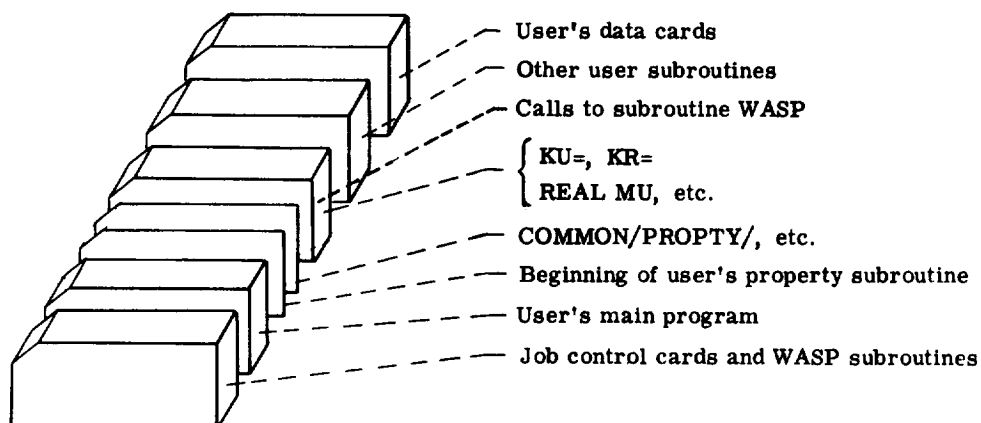 User's data cards
Other user subroutines
Calls to subroutine WASP
KU=, KR=
REAL MU, etc.
COMMON/PROPTY/, etc.
Beginning of user's property subroutine
User's main program
Job control cards and WASP subroutines